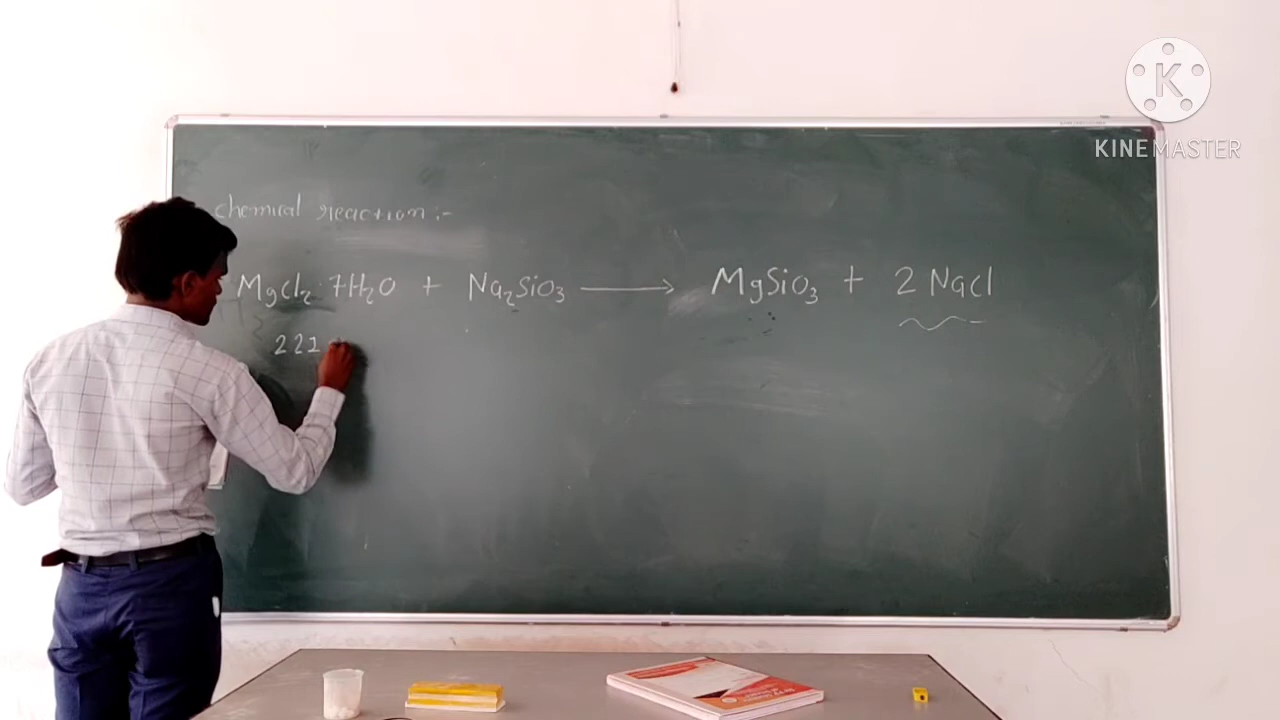 K
KINEMASTER
chemical reaction :-
MgCl₂·7H₂O + Na₂SiO₃ ⟶ MgSiO₃ + 2 NaCl
221